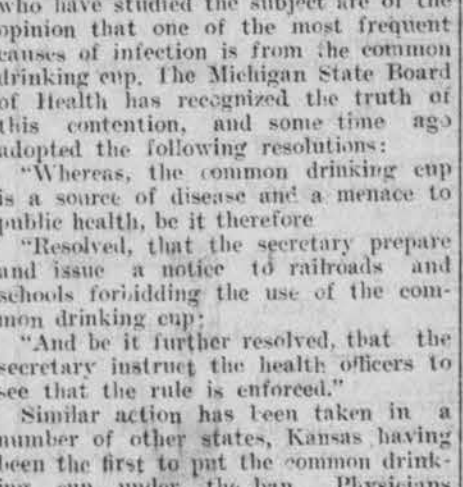 who have studied the subject are of the
opinion that one of the most frequent
causes of infection is from the common
drinking cup. The Michigan State Board
of Health has recognized the truth of
this contention, and some time ago
adopted the following resolutions:
"Whereas, the common drinking cup
is a source of disease and a menace to
public health, be it therefore
"Resolved, that the secretary prepare
and issue a notice to railroads and
schools forbidding the use of the com-
mon drinking cup;
"And be it further resolved, that the
secretary instruct the health officers to
see that the rule is enforced."
Similar action has been taken in a
number of other states, Kansas having
been the first to put the common drink-
ing cup under the ban. Physicians